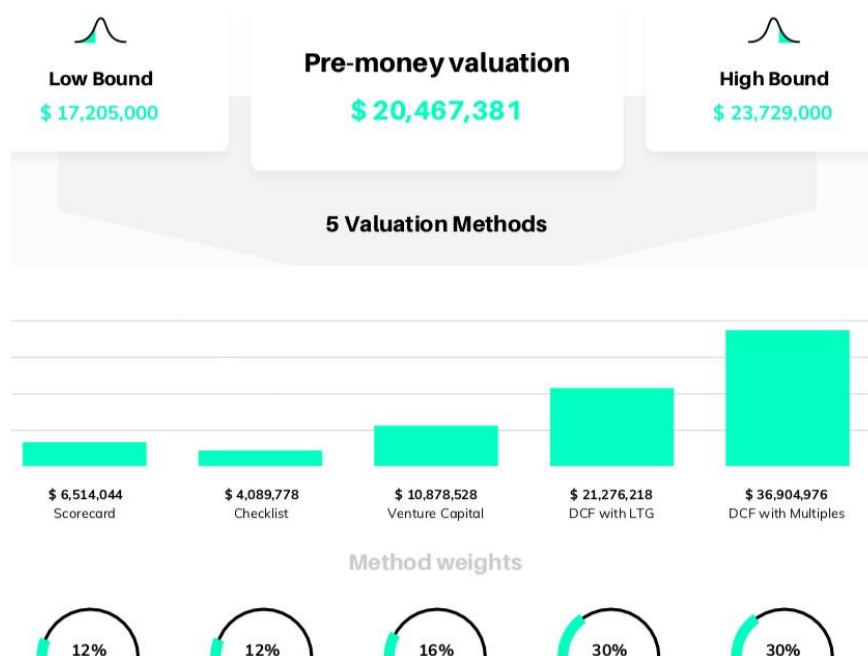 Low Bound
$ 17,205,000
Pre-money valuation
$ 20,467,381
High Bound
$ 23,729,000
5 Valuation Methods
$ 6,514,044
Scorecard
$ 4,089,778
Checklist
$ 10,878,528
Venture Capital
$ 21,276,218
DCF with LTG
$ 36,904,976
DCF with Multiples
Method weights
12%
12%
16%
30%
30%